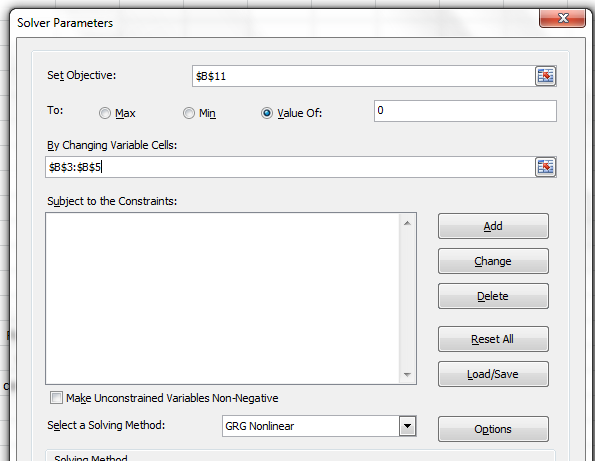 Solver Parameters
Set Objective: $B$11
To: Max Min Value Of: 0
By Changing Variable Cells:
$B$3:$B$5
Subject to the Constraints:
Add
Change
Delete
Reset All
Load/Save
Make Unconstrained Variables Non-Negative
Select a Solving Method: GRG Nonlinear Options
Solving Method